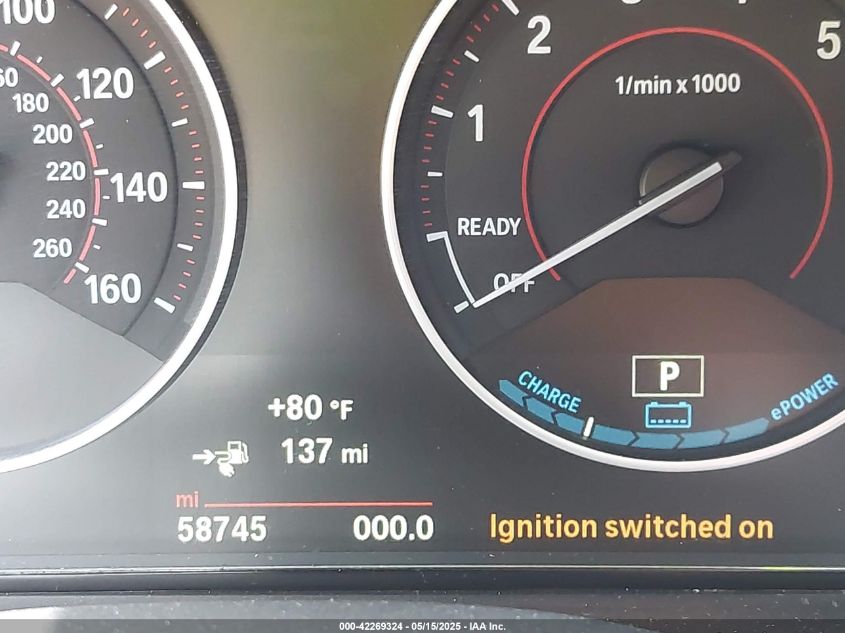 100
120
140
160
180
200
220
240
260
1
2
5
1/min x 1000
READY
OFF
P
CHARGE
ePOWER
+80 °F
137 mi
mi
58745 000.0
Ignition switched on
000-42269324 - 05/15/2025 - IAA Inc.